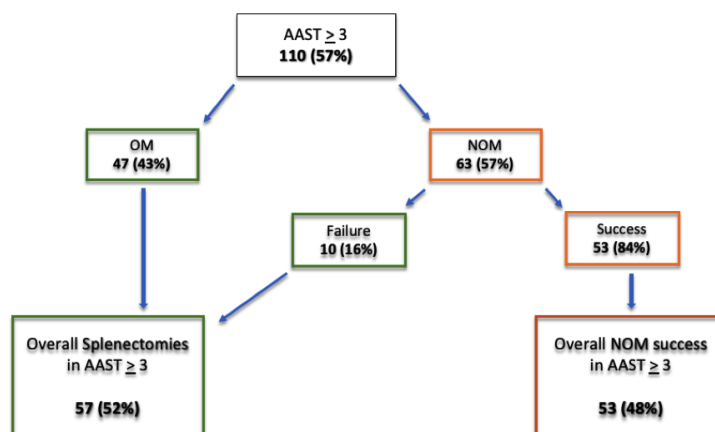 AAST ≥ 3
110 (57%)
OM
47 (43%)
NOM
63 (57%)
Failure
10 (16%)
Success
53 (84%)
Overall Splenectomies
in AAST ≥ 3
57 (52%)
Overall NOM success
in AAST ≥ 3
53 (48%)